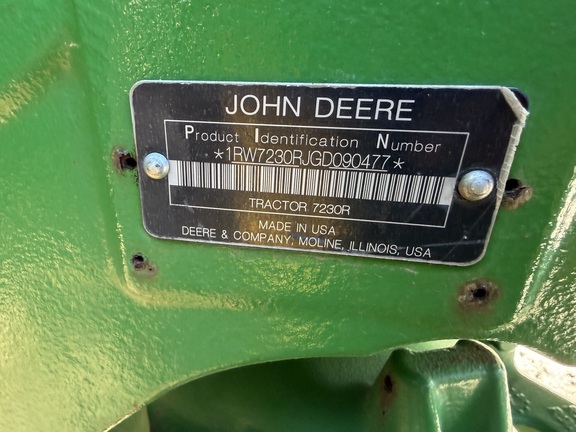 JOHN DEERE
Product Identification Number
*1RW7230RJGD090477*
TRACTOR 7230R
MADE IN USA
DEERE & COMPANY, MOLINE, ILLINOIS, USA